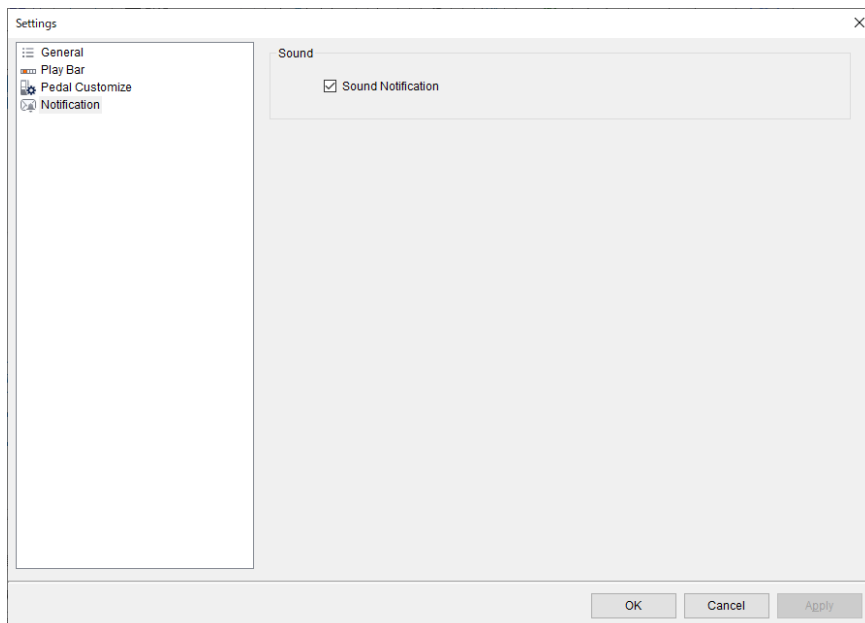 Settings
General
Play Bar
Pedal Customize
Notification
Sound
Sound Notification
OK
Cancel
Apply